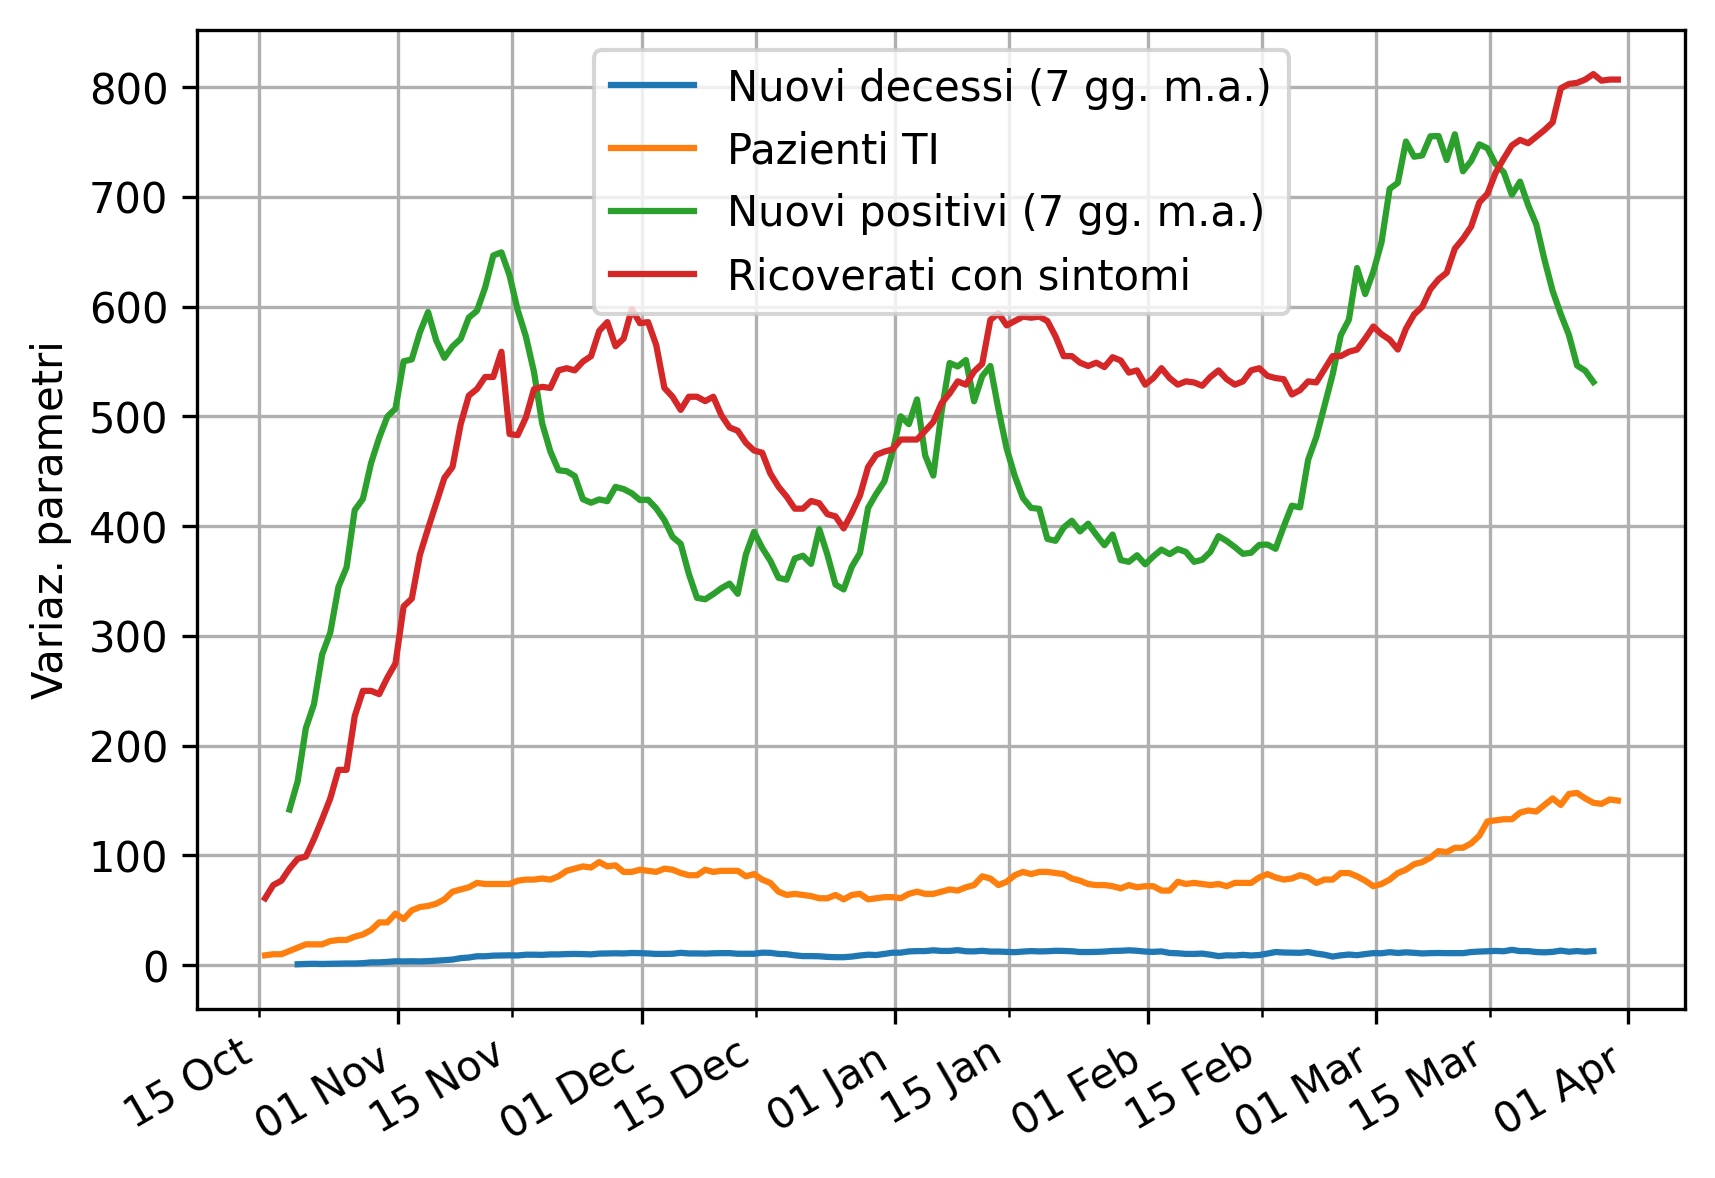 Variaz. parametri
800
700
600
500
400
300
200
100
0
Nuovi decessi (7 gg. m.a.)
Pazienti TI
Nuovi positivi (7 gg. m.a.)
Ricoverati con sintomi
15 Oct
01 Nov
15 Nov
01 Dec
15 Dec
01 Jan
15 Jan
01 Feb
15 Feb
01 Mar
15 Mar
01 Apr